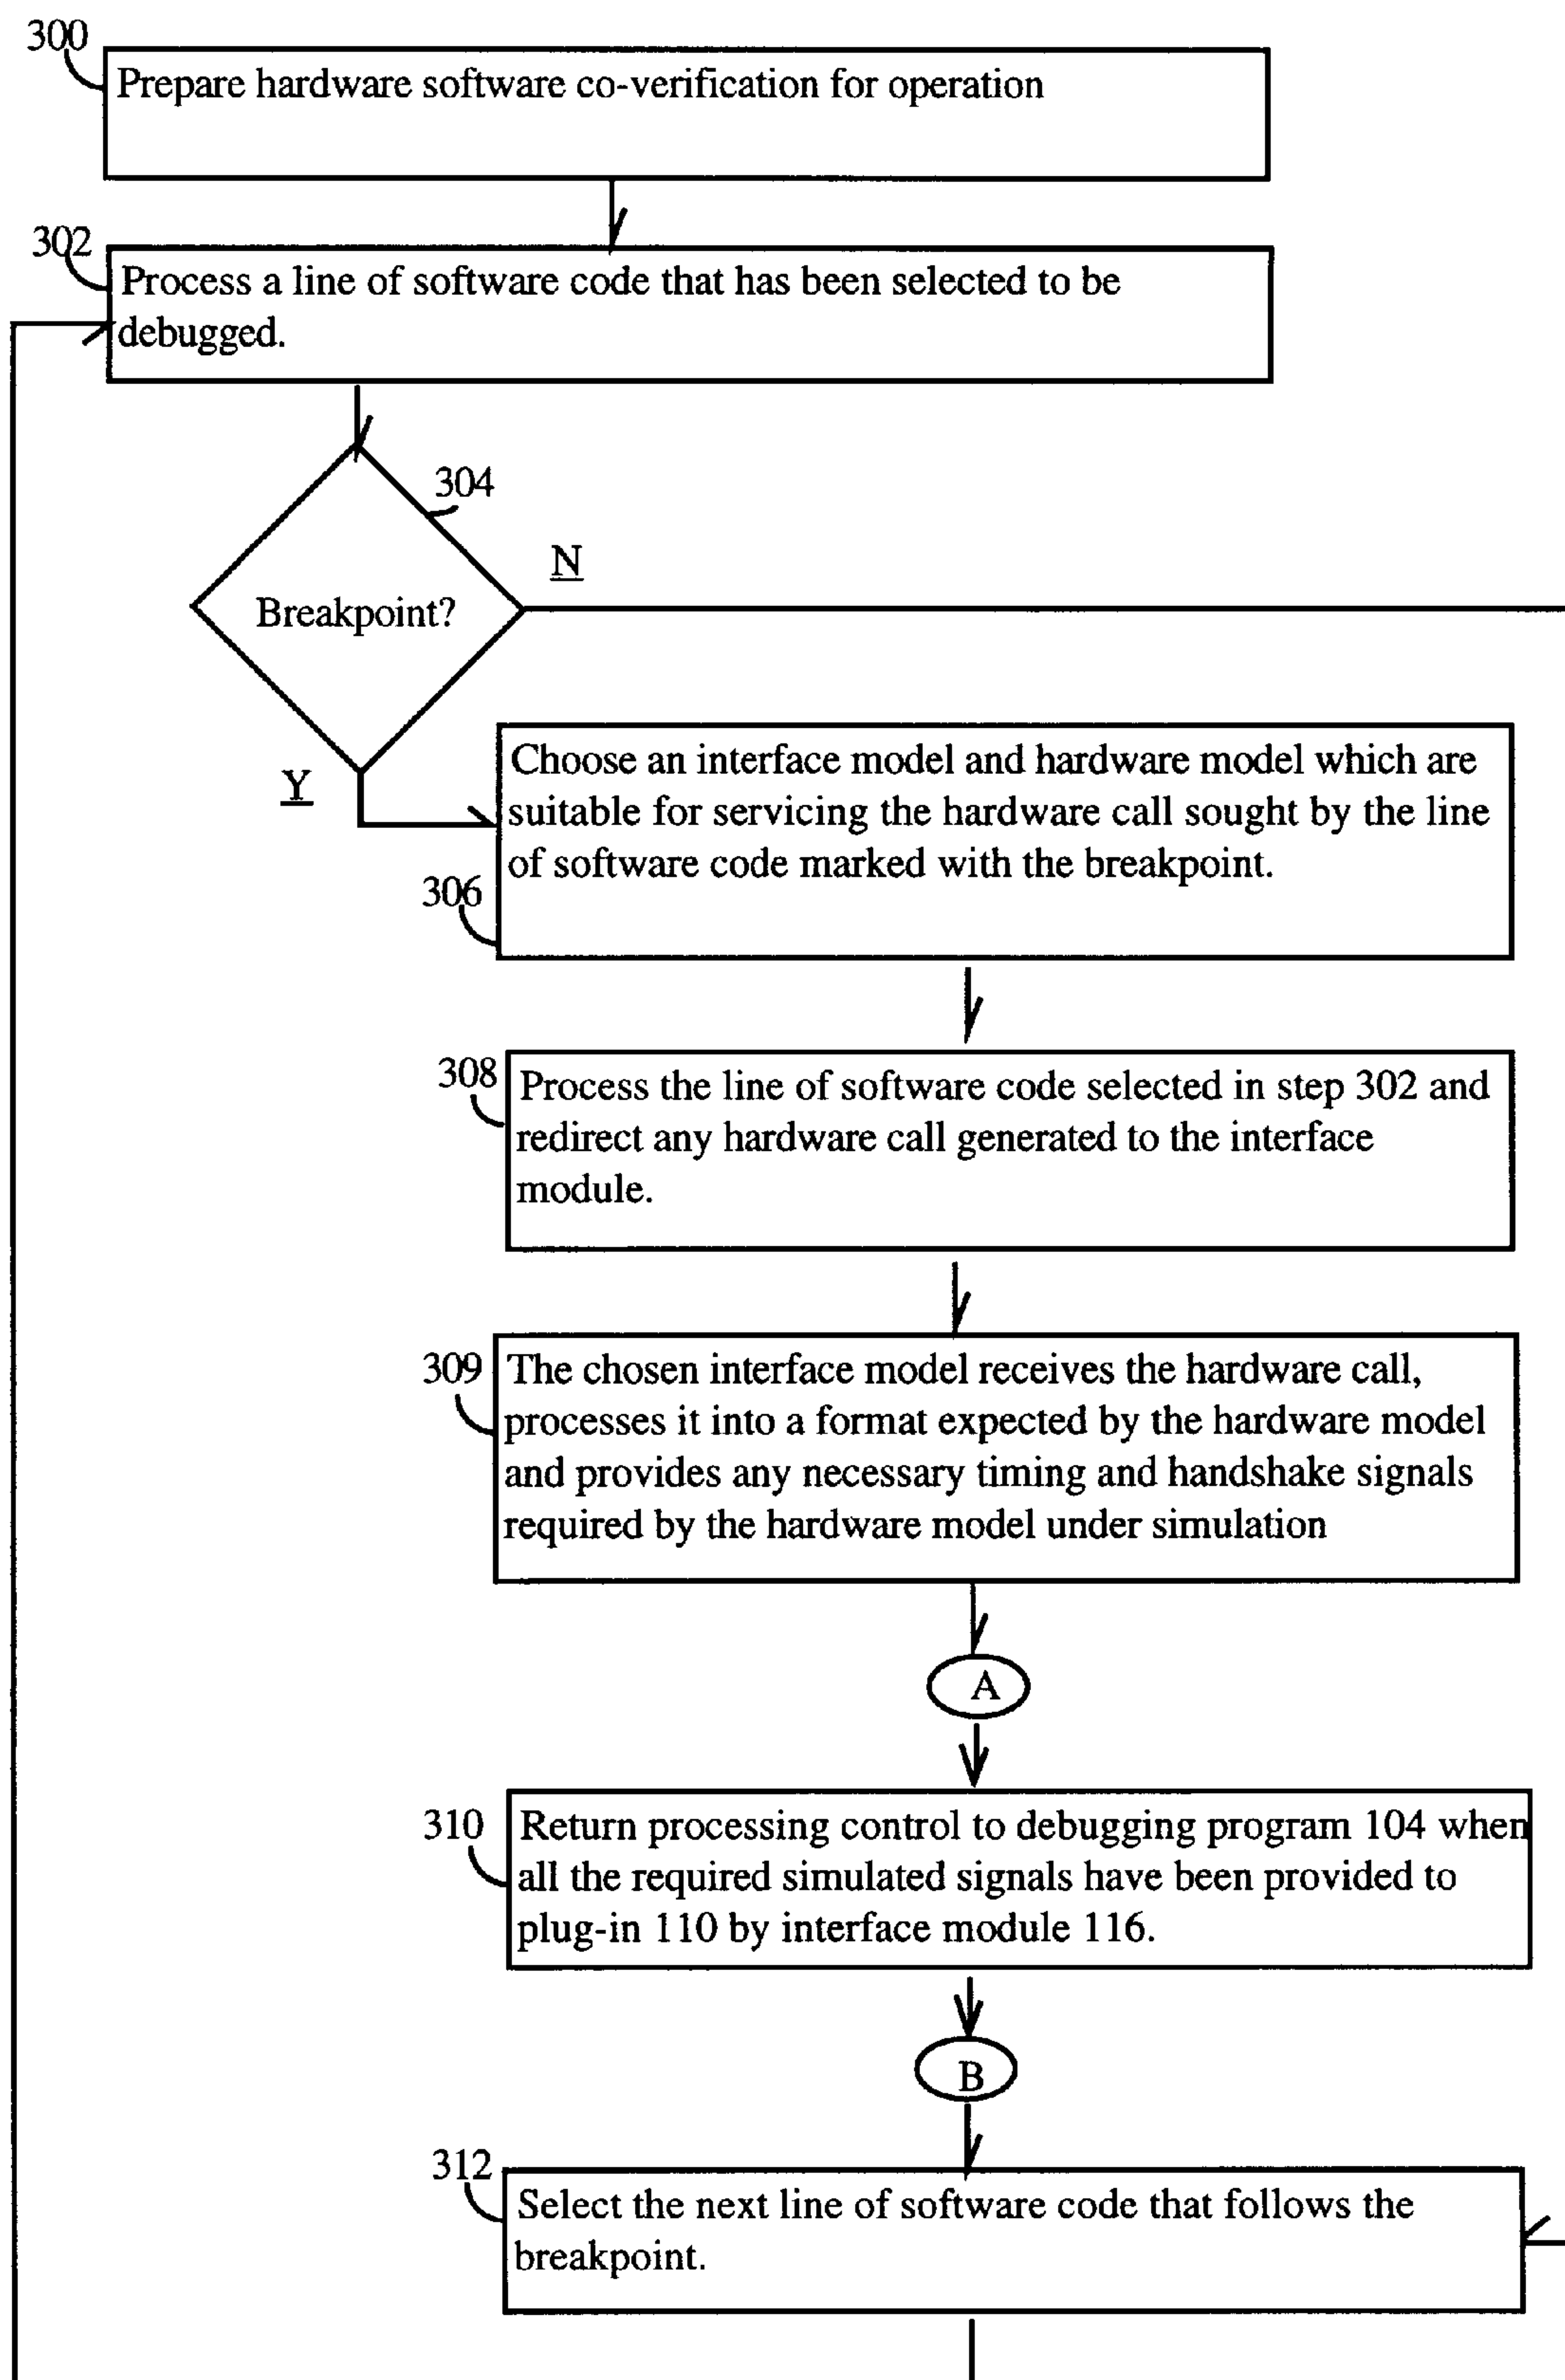 300
Prepare hardware software co-verification for operation
302
Process a line of software code that has been selected to be
debugged.
304
N
Breakpoint?
Y
Choose an interface model and hardware model which are
suitable for servicing the hardware call sought by the line
of software code marked with the breakpoint.
306
308
Process the line of software code selected in step 302 and
redirect any hardware call generated to the interface
module.
309
The chosen interface model receives the hardware call,
processes it into a format expected by the hardware model
and provides any necessary timing and handshake signals
required by the hardware model under simulation
A
310
Return processing control to debugging program 104 when
all the required simulated signals have been provided to
plug-in 110 by interface module 116.
B
312
Select the next line of software code that follows the
breakpoint.